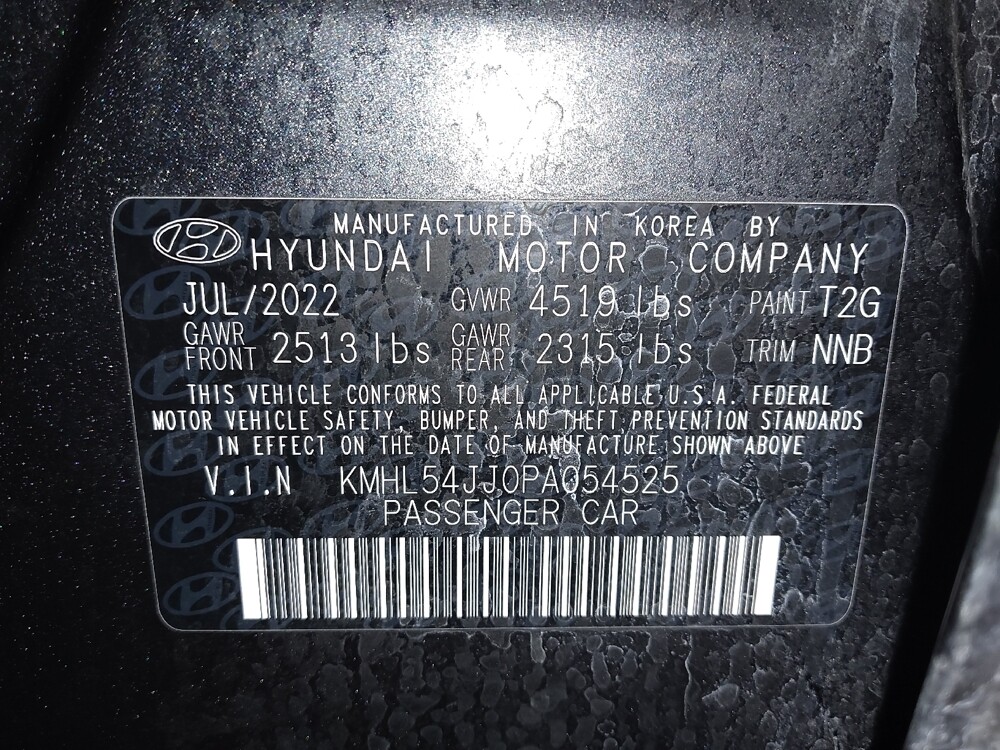 MANUFACTURED IN KOREA BY
HYUNDAI MOTOR COMPANY
JUL/2022 GVWR 4519 lbs PAINT T2G
GAWR FRONT 2513 lbs GAWR REAR 2315 lbs TRIM NNB
THIS VEHICLE CONFORMS TO ALL APPLICABLE U.S.A. FEDERAL
MOTOR VEHICLE SAFETY, BUMPER, AND THEFT PREVENTION STANDARDS
IN EFFECT ON THE DATE OF MANUFACTURE SHOWN ABOVE
V.I.N KMHL54JJ0PA054525
PASSENGER CAR